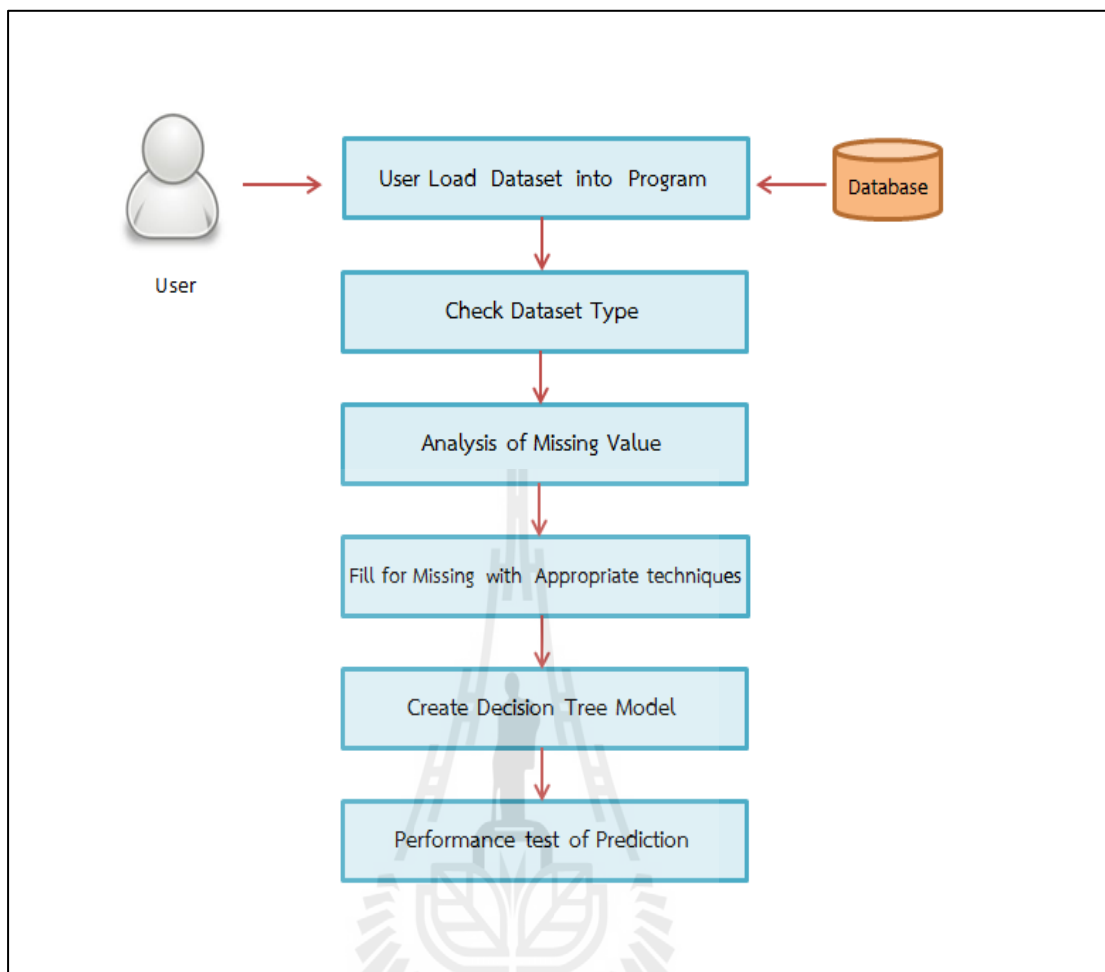 User Load Dataset into Program
Database
User
Check Dataset Type
Analysis of Missing Value
Fill for Missing with Appropriate techniques
Create Decision Tree Model
Performance test of Prediction